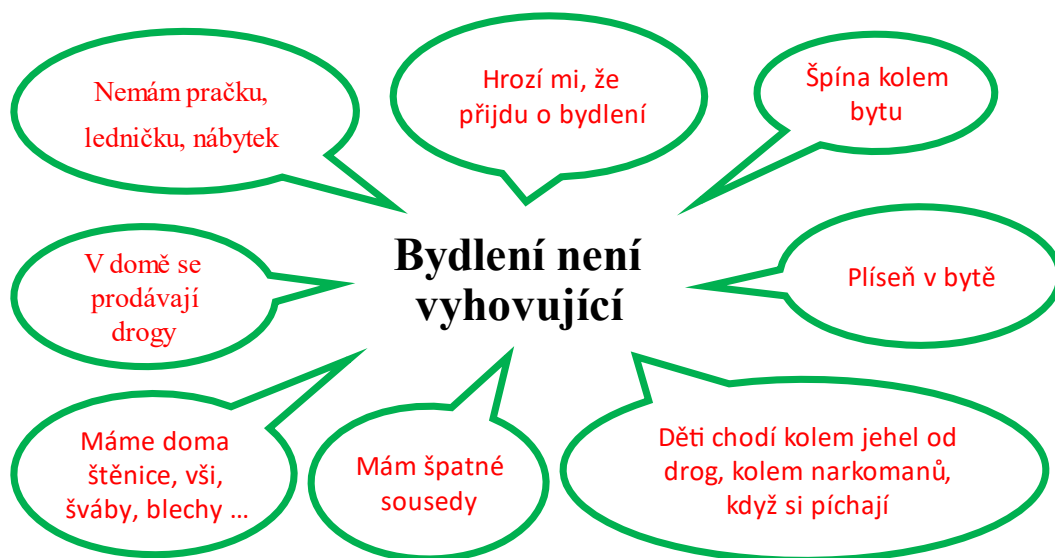 Nemám pračku,
ledničku, nábytek
Hrozí mi, že
přijdu o bydlení
Špína kolem
bytu
Bydlení není
vyhovující
V domě se
prodávají
drogy
Plíseň v bytě
Máme doma
štěnice, vši,
šváby, blechy ...
Mám špatné
sousedy
Děti chodí kolem jehel od
drog, kolem narkomanů,
když si píchají